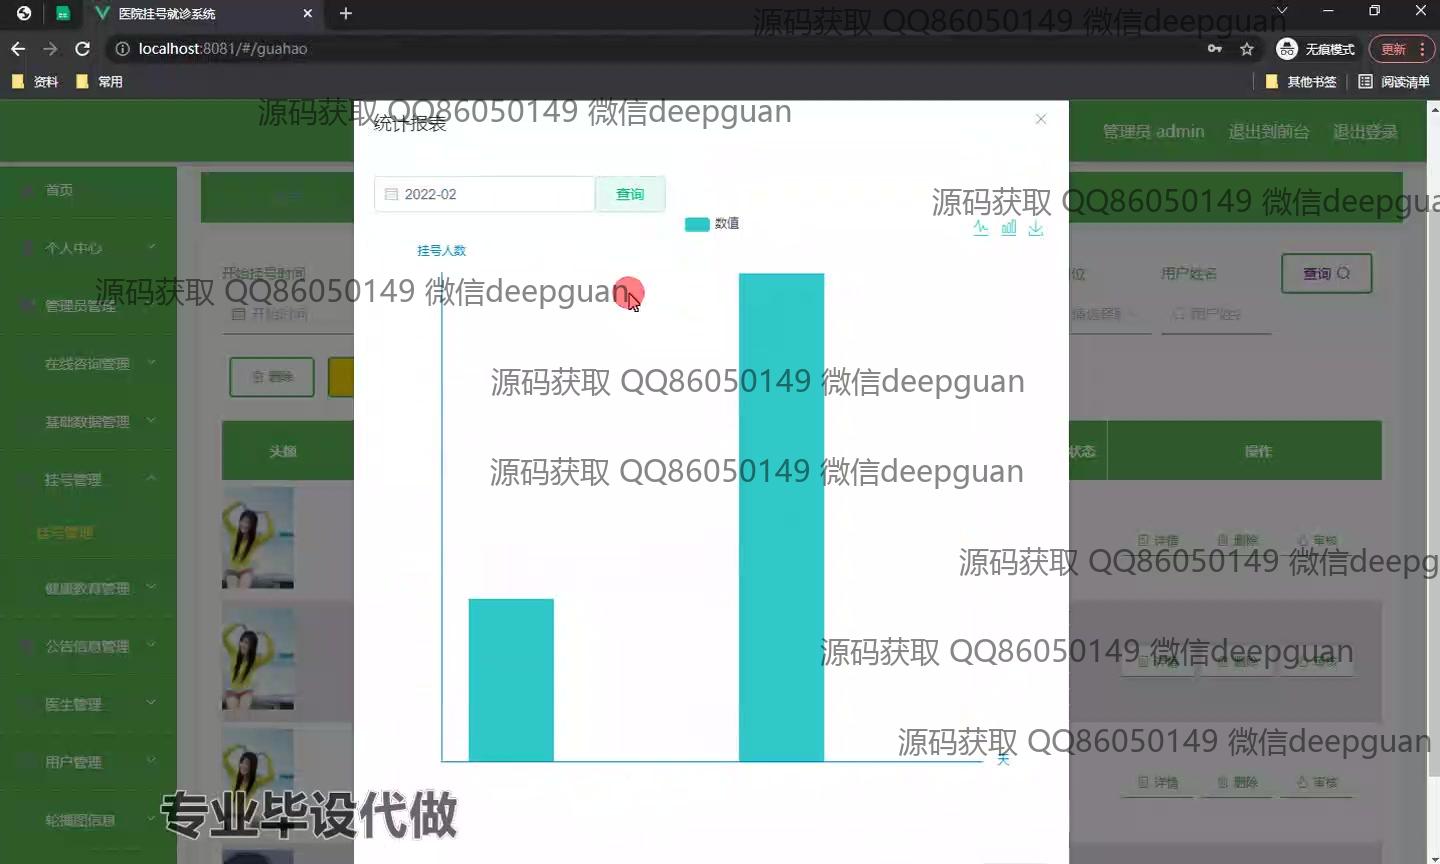 医院挂号就诊系统
源码获取 QQ86050149 微信deepguan
localhost:8081/#/guahao
无痕模式
更新
资料
常用
其他书签
阅读清单
源码获取 QQ86050149 微信deepguan
统计报表
管理员 admin
退出到前台
退出登录
首页
2022-02
查询
源码获取 QQ86050149 微信deepgua
数值
挂号人数
个人中心
开始挂号时间
位
用户姓名
查询
源码获取 QQ86050149 微信deepguan
管理员管理
开始时间
请选择
用户姓名
在线咨询管理
删除
源码获取 QQ86050149 微信deepguan
基础数据管理
头像
状态
操作
挂号管理
源码获取 QQ86050149 微信deepguan
挂号管理
详情
删除
审核
源码获取 QQ86050149 微信deepg
健康教育管理
公告信息管理
源码获取 QQ86050149 微信deepguan
详情
删除
审核
医生管理
源码获取 QQ86050149 微信deepguan
天
用户管理
详情
删除
审核
轮播图信息
专业毕设代做